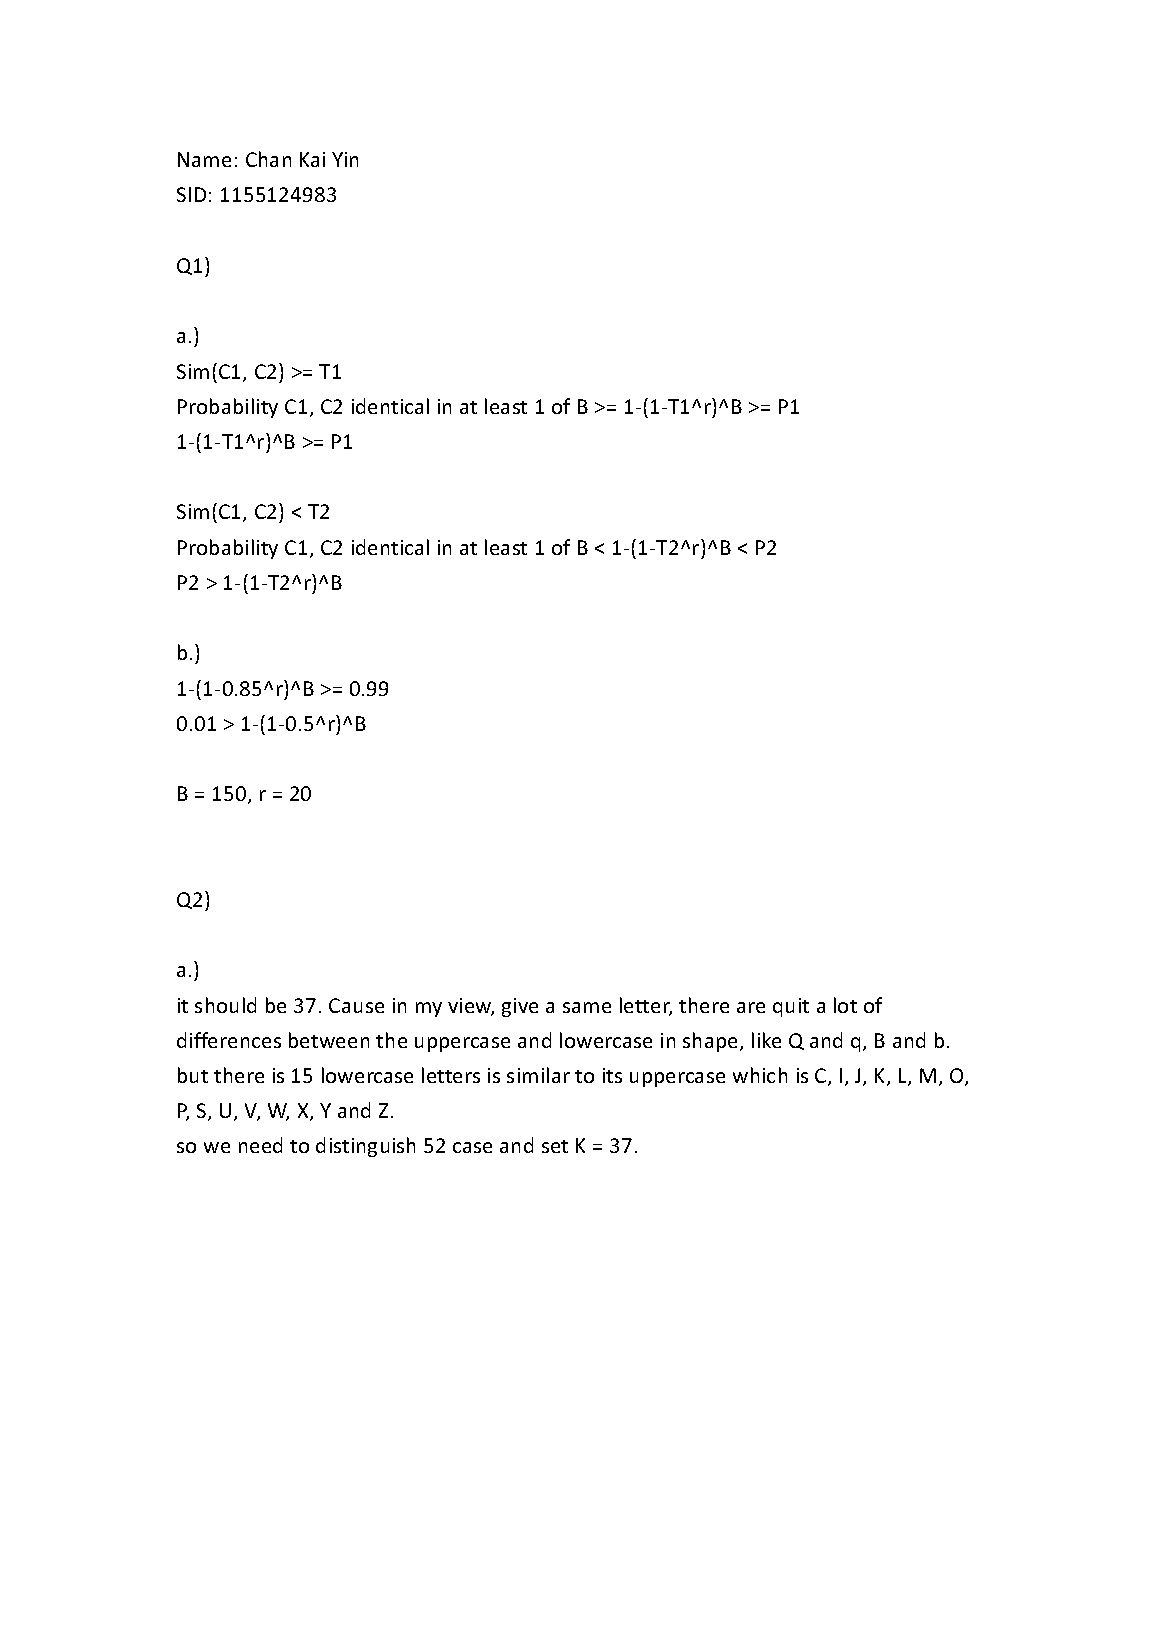 Name: Chan Kai Yin
SID: 1155124983
Q1)
a.)
Sim(C1, C2) >= T1
Probability C1, C2 identical in at least 1 of B >= 1-(1-T1^r)^B >= P1
1-(1-T1^r)^B >= P1
Sim(C1, C2) < T2
Probability C1, C2 identical in at least 1 of B < 1-(1-T2^r)^B < P2
P2 > 1-(1-T2^r)^B
b.)
1-(1-0.85^r)^B >= 0.99
0.01 > 1-(1-0.5^r)^B
B = 150, r = 20
Q2)
a.)
it should be 37. Cause in my view, give a same letter, there are quit a lot of
differences between the uppercase and lowercase in shape, like Q and q, B and b.
but there is 15 lowercase letters is similar to its uppercase which is C, I, J, K, L, M, O,
P, S, U, V, W, X, Y and Z.
so we need to distinguish 52 case and set K = 37.